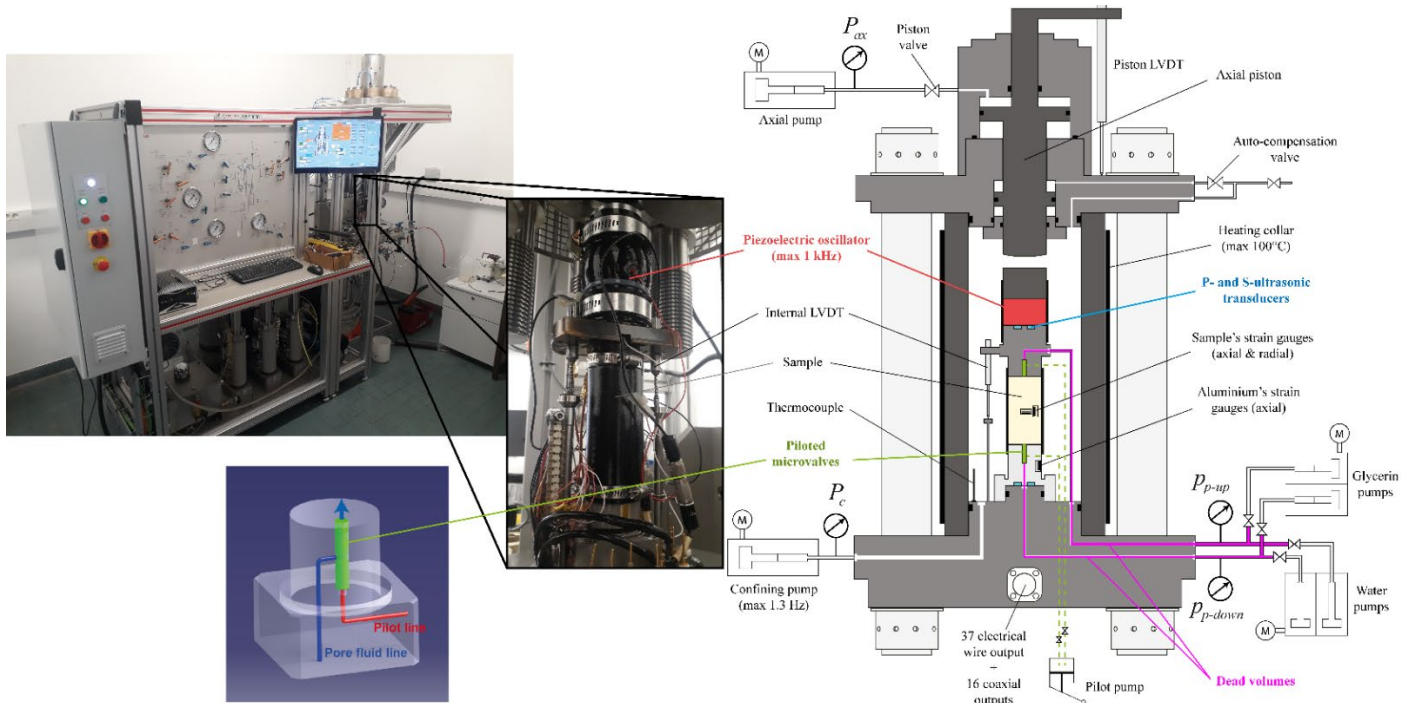 P_ax
Piston
valve
M
Axial pump
Piston LVDT
Axial piston
Auto-compensation
valve
Heating collar
(max 100°C)
Piezoelectric oscillator
(max 1 kHz)
P- and S-ultrasonic
transducers
Internal LVDT
Sample's strain gauges
(axial & radial)
Sample
Aluminium's strain
gauges (axial)
Thermocouple
Piloted
microvalves
M
Glycerin
pumps
P_c
p_p-up
M
Confining pump
(max 1.3 Hz)
p_p-down
Water
pumps
M
Pilot line
Pore fluid line
37 electrical
wire output
+
16 coaxial
outputs
Pilot pump
Dead volumes